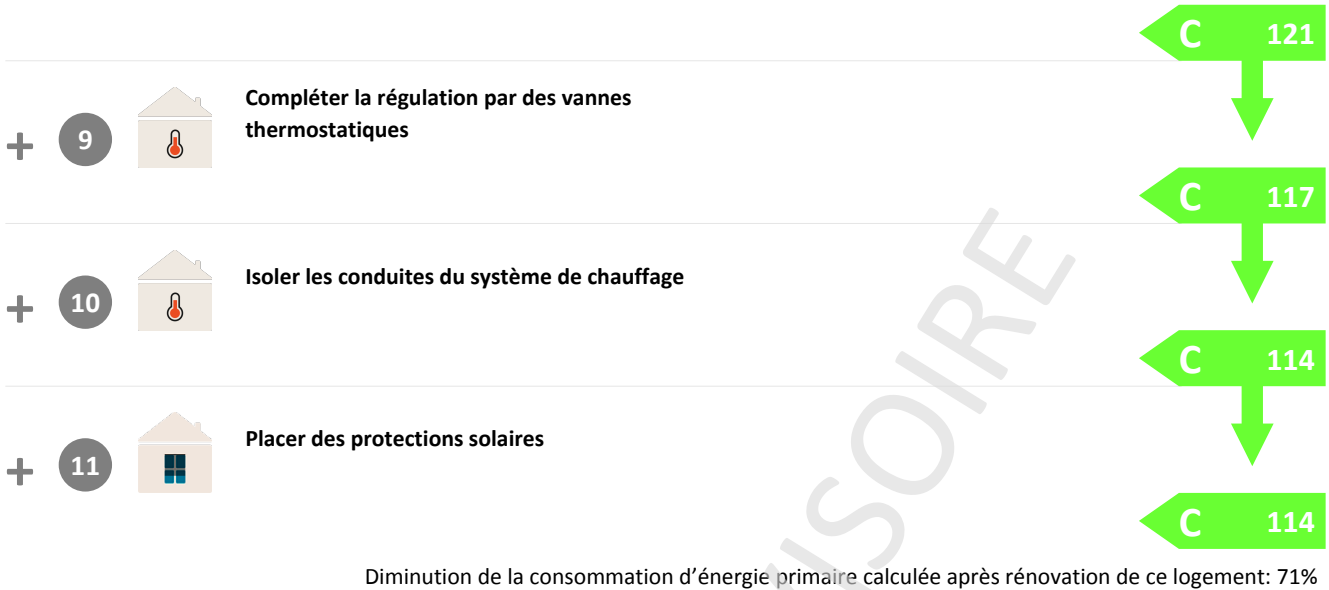 C 121
+ 9 Compléter la régulation par des vannes
thermostatiques
C 117
+ 10 Isoler les conduites du système de chauffage
C 114
+ 11 Placer des protections solaires
C 114
Diminution de la consommation d'énergie primaire calculée après rénovation de ce logement: 71%